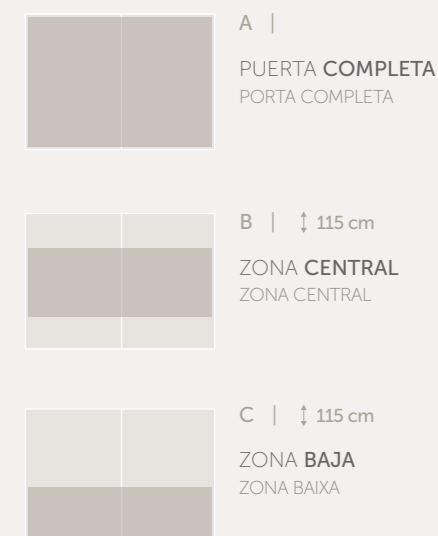 A |
PUERTA COMPLETA
PORTA COMPLETA
B | ↕ 115 cm
ZONA CENTRAL
ZONA CENTRAL
C | ↕ 115 cm
ZONA BAJA
ZONA BAIXA